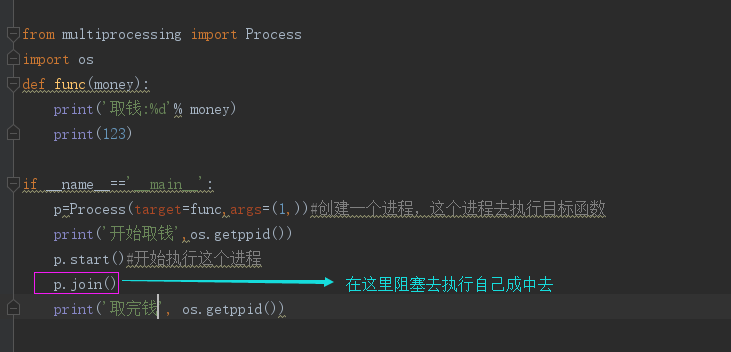 from multiprocessing import Process
import os
def func(money):
print('取钱:%d'% money)
print(123)
if __name__=='__main__':
p=Process(target=func,args=(1,))#创建一个进程，这个进程去执行目标函数
print('开始取钱',os.getppid())
p.start()#开始执行这个进程
p.join() 在这里阻塞去执行自己成中去
print('取完钱', os.getppid())